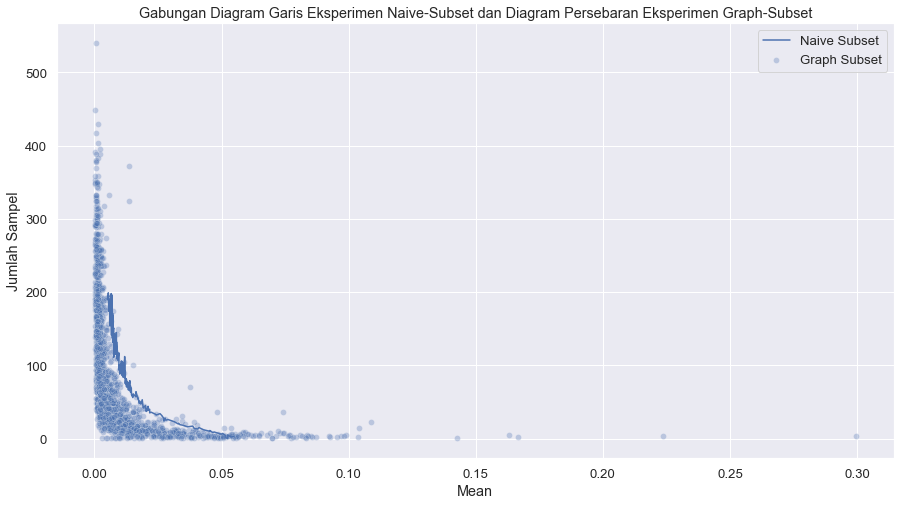 Gabungan Diagram Garis Eksperimen Naive-Subset dan Diagram Persebaran Eksperimen Graph-Subset
Naive Subset
Graph Subset
Jumlah Sampel
500
400
300
200
100
0
0.00 0.05 0.10 0.15 0.20 0.25 0.30
Mean